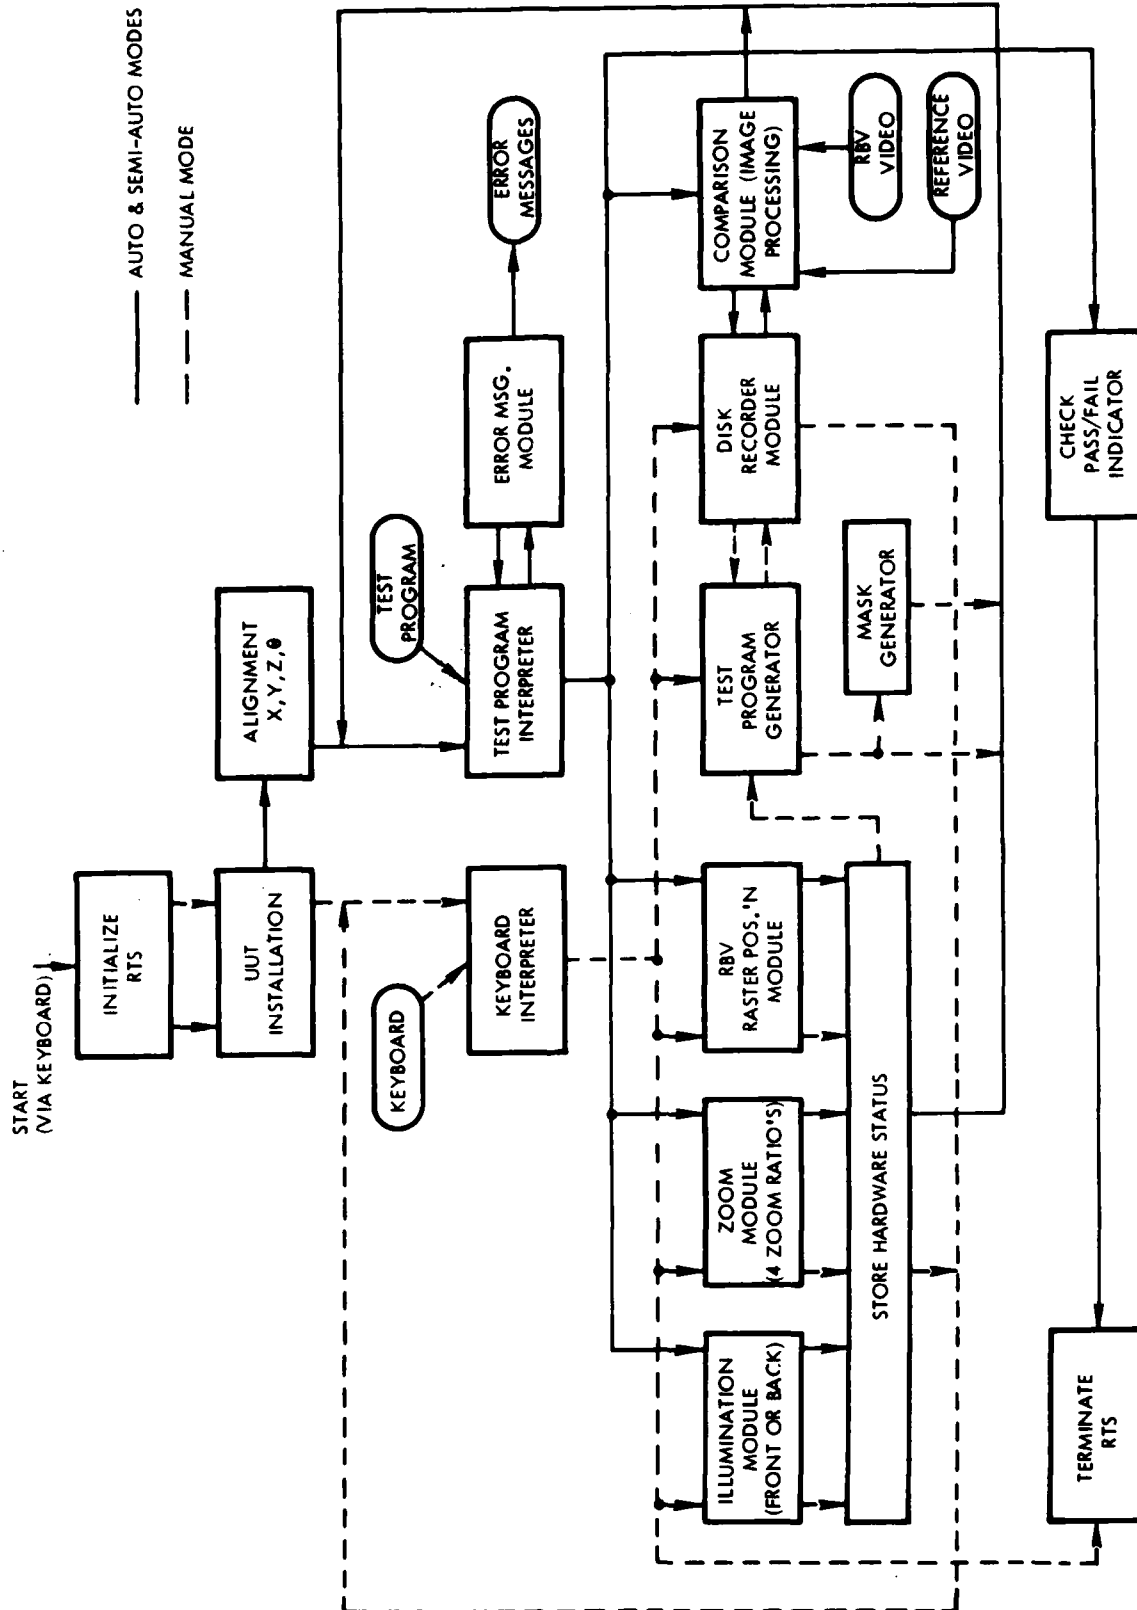 START
(VIA KEYBOARD)
INITIALIZE
RTS
UUT
INSTALLATION
ALIGNMENT
X,Y,Z,θ
AUTO & SEMI-AUTO MODES
MANUAL MODE
KEYBOARD
KEYBOARD
INTERPRETER
TEST
PROGRAM
TEST PROGRAM
INTERPRETER
ERROR MSG.
MODULE
ERROR
MESSAGES
ILLUMINATION
MODULE
(FRONT OR BACK)
ZOOM
MODULE
(4 ZOOM RATIO'S)
RBV
RASTER POS.'N
MODULE
TEST
PROGRAM
GENERATOR
DISK
RECORDER
MODULE
COMPARISON
MODULE (IMAGE
PROCESSING)
STORE HARDWARE STATUS
MASK
GENERATOR
RBV
VIDEO
REFERENCE
VIDEO
TERMINATE
RTS
CHECK
PASS/FAIL
INDICATOR